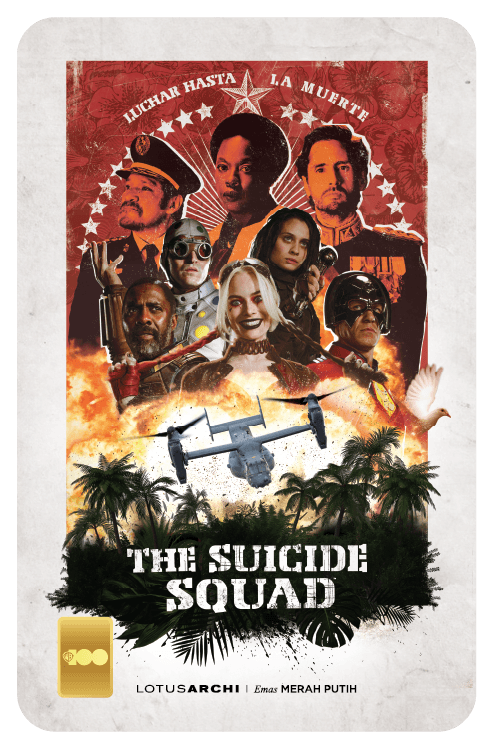 LUCHAR HASTA LA MUERTE
THE SUICIDE
SQUAD
100
LOTUSARCHI | Emas MERAH PUTIH